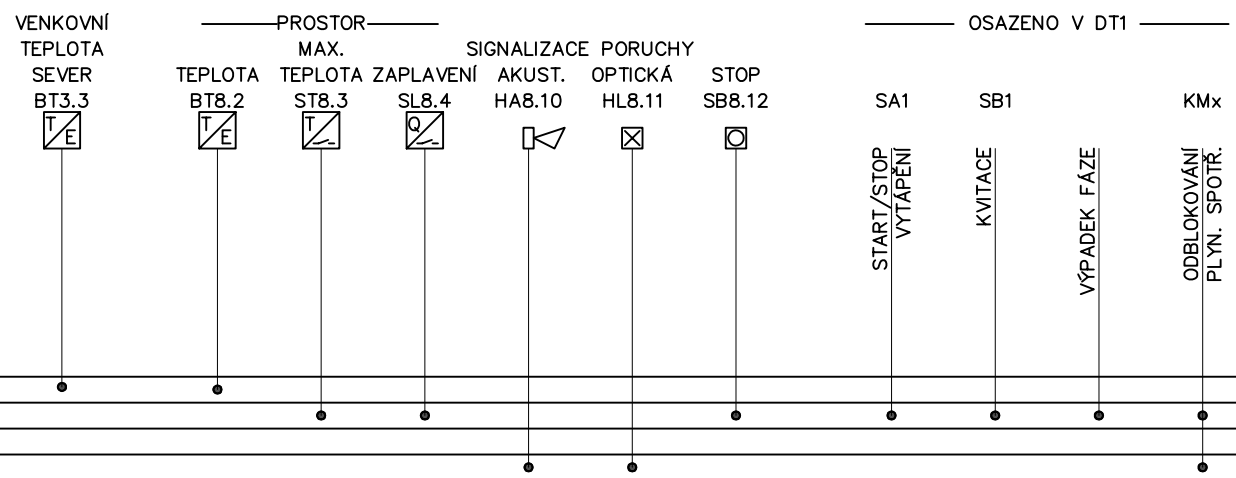 VENKOVNÍ
TEPLOTA
SEVER
BT3.3
T E
PROSTOR
TEPLOTA
BT8.2
T E
MAX.
TEPLOTA
ST8.3
T
ZAPLAVENÍ
SL8.4
Q
SIGNALIZACE PORUCHY
AKUST.
HA8.10
OPTICKÁ
HL8.11
STOP
SB8.12
OSAZENO V DT1
SA1
START/STOP
VYTÁPĚNÍ
SB1
KVITACE
VÝPADEK FÁZE
KMx
ODBLOKOVÁNÍ
PLYN. SPOTŘ.